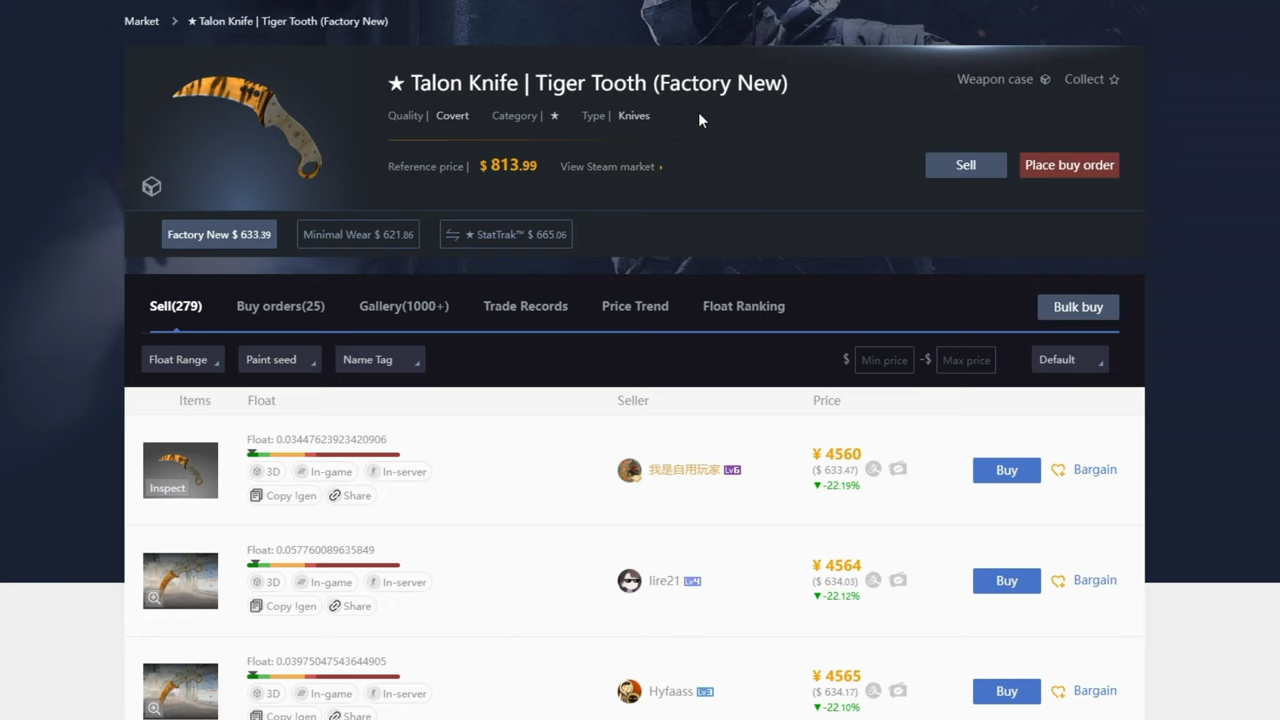 Market > ★ Talon Knife | Tiger Tooth (Factory New)
★ Talon Knife | Tiger Tooth (Factory New)
Weapon case Collect ☆
Quality | Covert Category | ★ Type | Knives
Reference price | $ 813.99 View Steam market
Sell Place buy order
Factory New $ 633.39 Minimal Wear $ 621.86 ★ StatTrak™ $ 665.06
Sell(279) Buy orders(25) Gallery(1000+) Trade Records Price Trend Float Ranking Bulk buy
Float Range Paint seed Name Tag $ Min price -$ Max price Default
Items Float Seller Price
Float: 0.03447623923420906
3D In-game In-server
Copy !gen Share
Inspect
我是自用玩家 Lv6
¥ 4560
($ 633.47)
▼-22.19%
Buy Bargain
Float: 0.057760089635849
3D In-game In-server
Copy !gen Share
lire21 Lv4
¥ 4564
($ 634.03)
▼-22.12%
Buy Bargain
Float: 0.03975047543644905
3D In-game In-server
Copy !gen Share
Hyfaass Lv3
¥ 4565
($ 634.17)
▼-22.10%
Buy Bargain